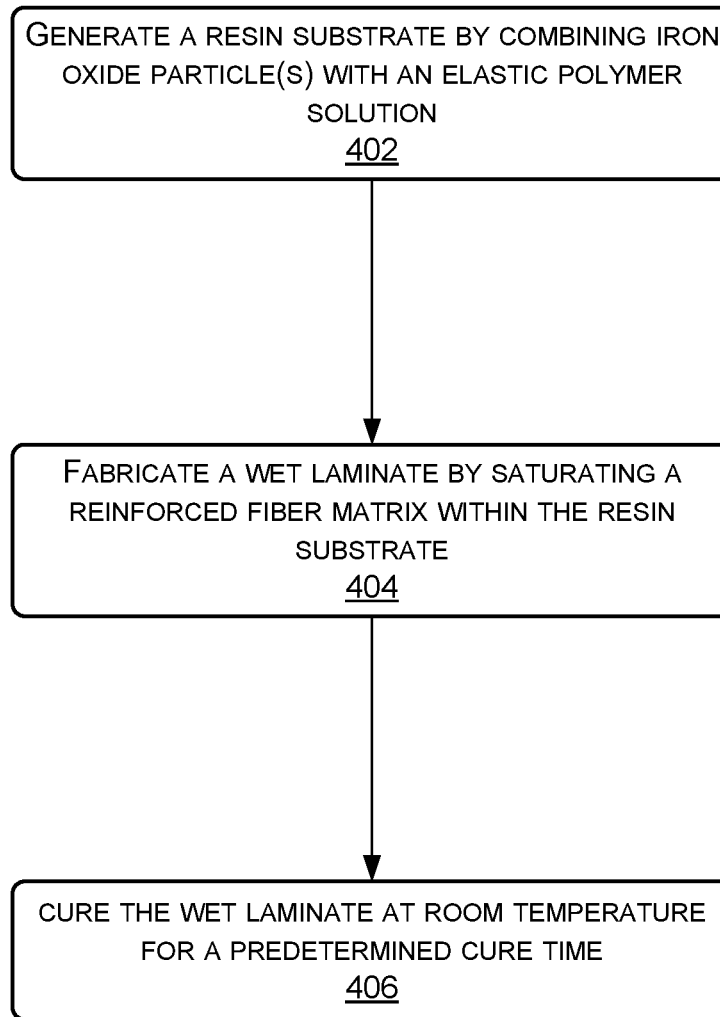 GENERATE A RESIN SUBSTRATE BY COMBINING IRON
OXIDE PARTICLE(S) WITH AN ELASTIC POLYMER
SOLUTION
402
FABRICATE A WET LAMINATE BY SATURATING A
REINFORCED FIBER MATRIX WITHIN THE RESIN
SUBSTRATE
404
CURE THE WET LAMINATE AT ROOM TEMPERATURE
FOR A PREDETERMINED CURE TIME
406